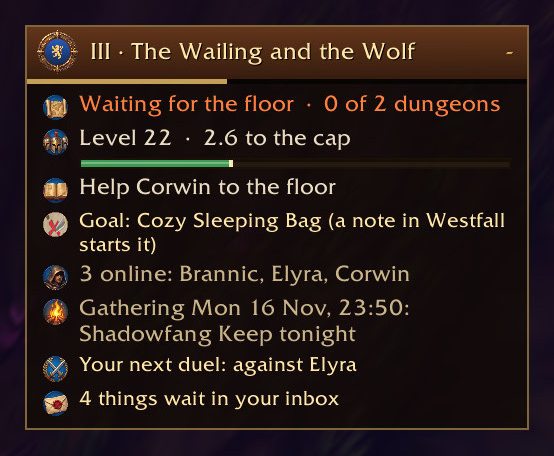 III · The Wailing and the Wolf -
Waiting for the floor · 0 of 2 dungeons
Level 22 · 2.6 to the cap
Help Corwin to the floor
Goal: Cozy Sleeping Bag (a note in Westfall
starts it)
3 online: Brannic, Elyra, Corwin
Gathering Mon 16 Nov, 23:50:
Shadowfang Keep tonight
Your next duel: against Elyra
4 things wait in your inbox